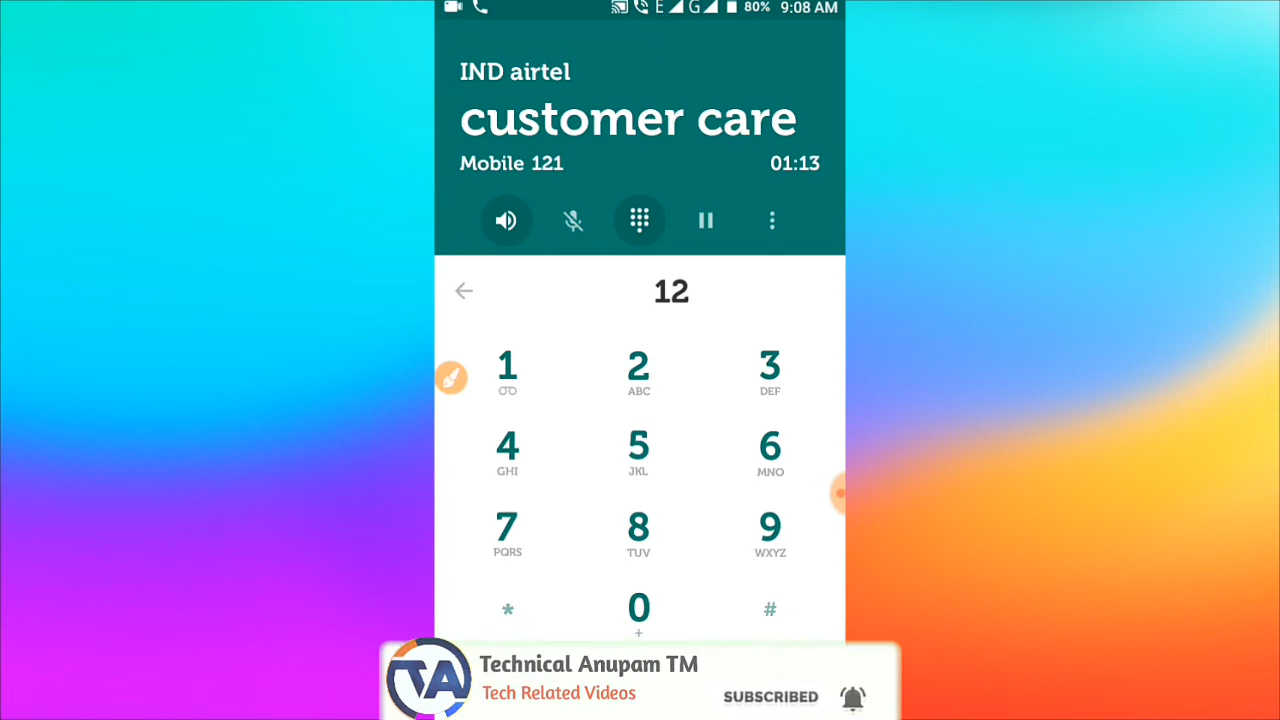 E G 80% 9:08 AM
IND airtel
customer care
Mobile 121 01:13
12
1 2 3
ABC DEF
4 5 6
GHI JKL MNO
7 8 9
PQRS TUV WXYZ
* 0 #
+
TA Technical Anupam TM
Tech Related Videos
SUBSCRIBED